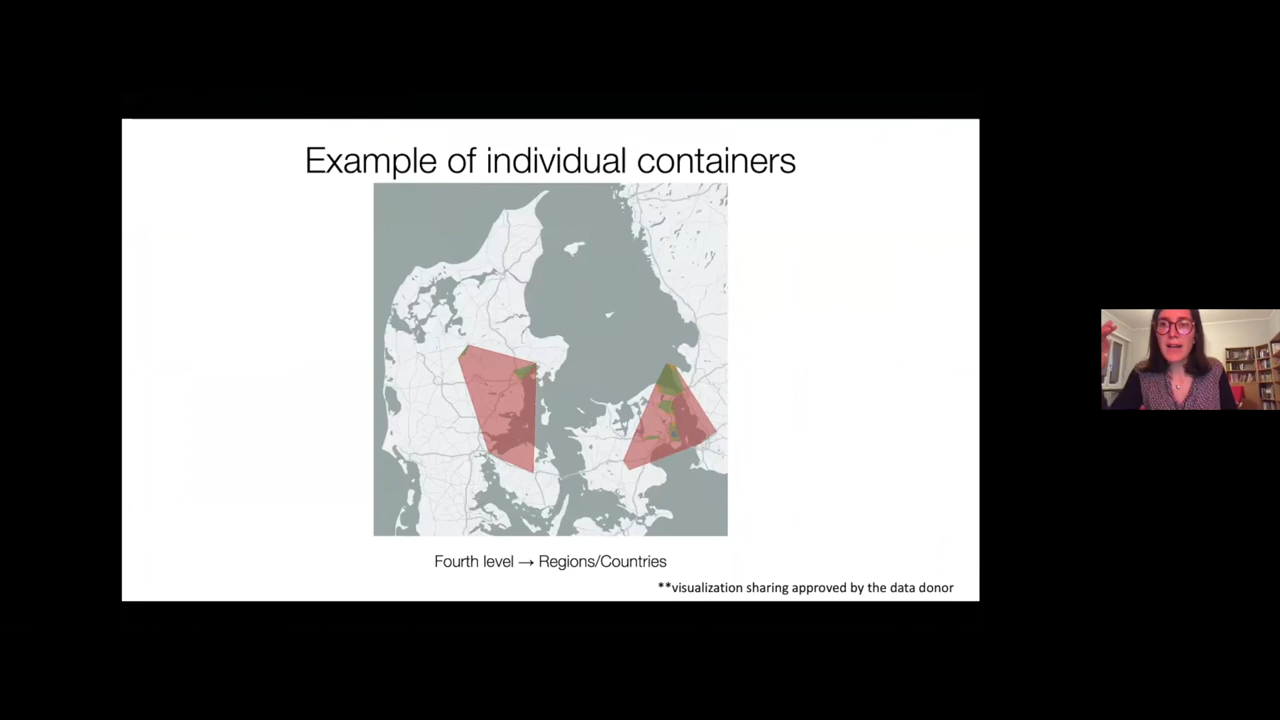 Example of individual containers
Fourth level → Regions/Countries
**visualization sharing approved by the data donor